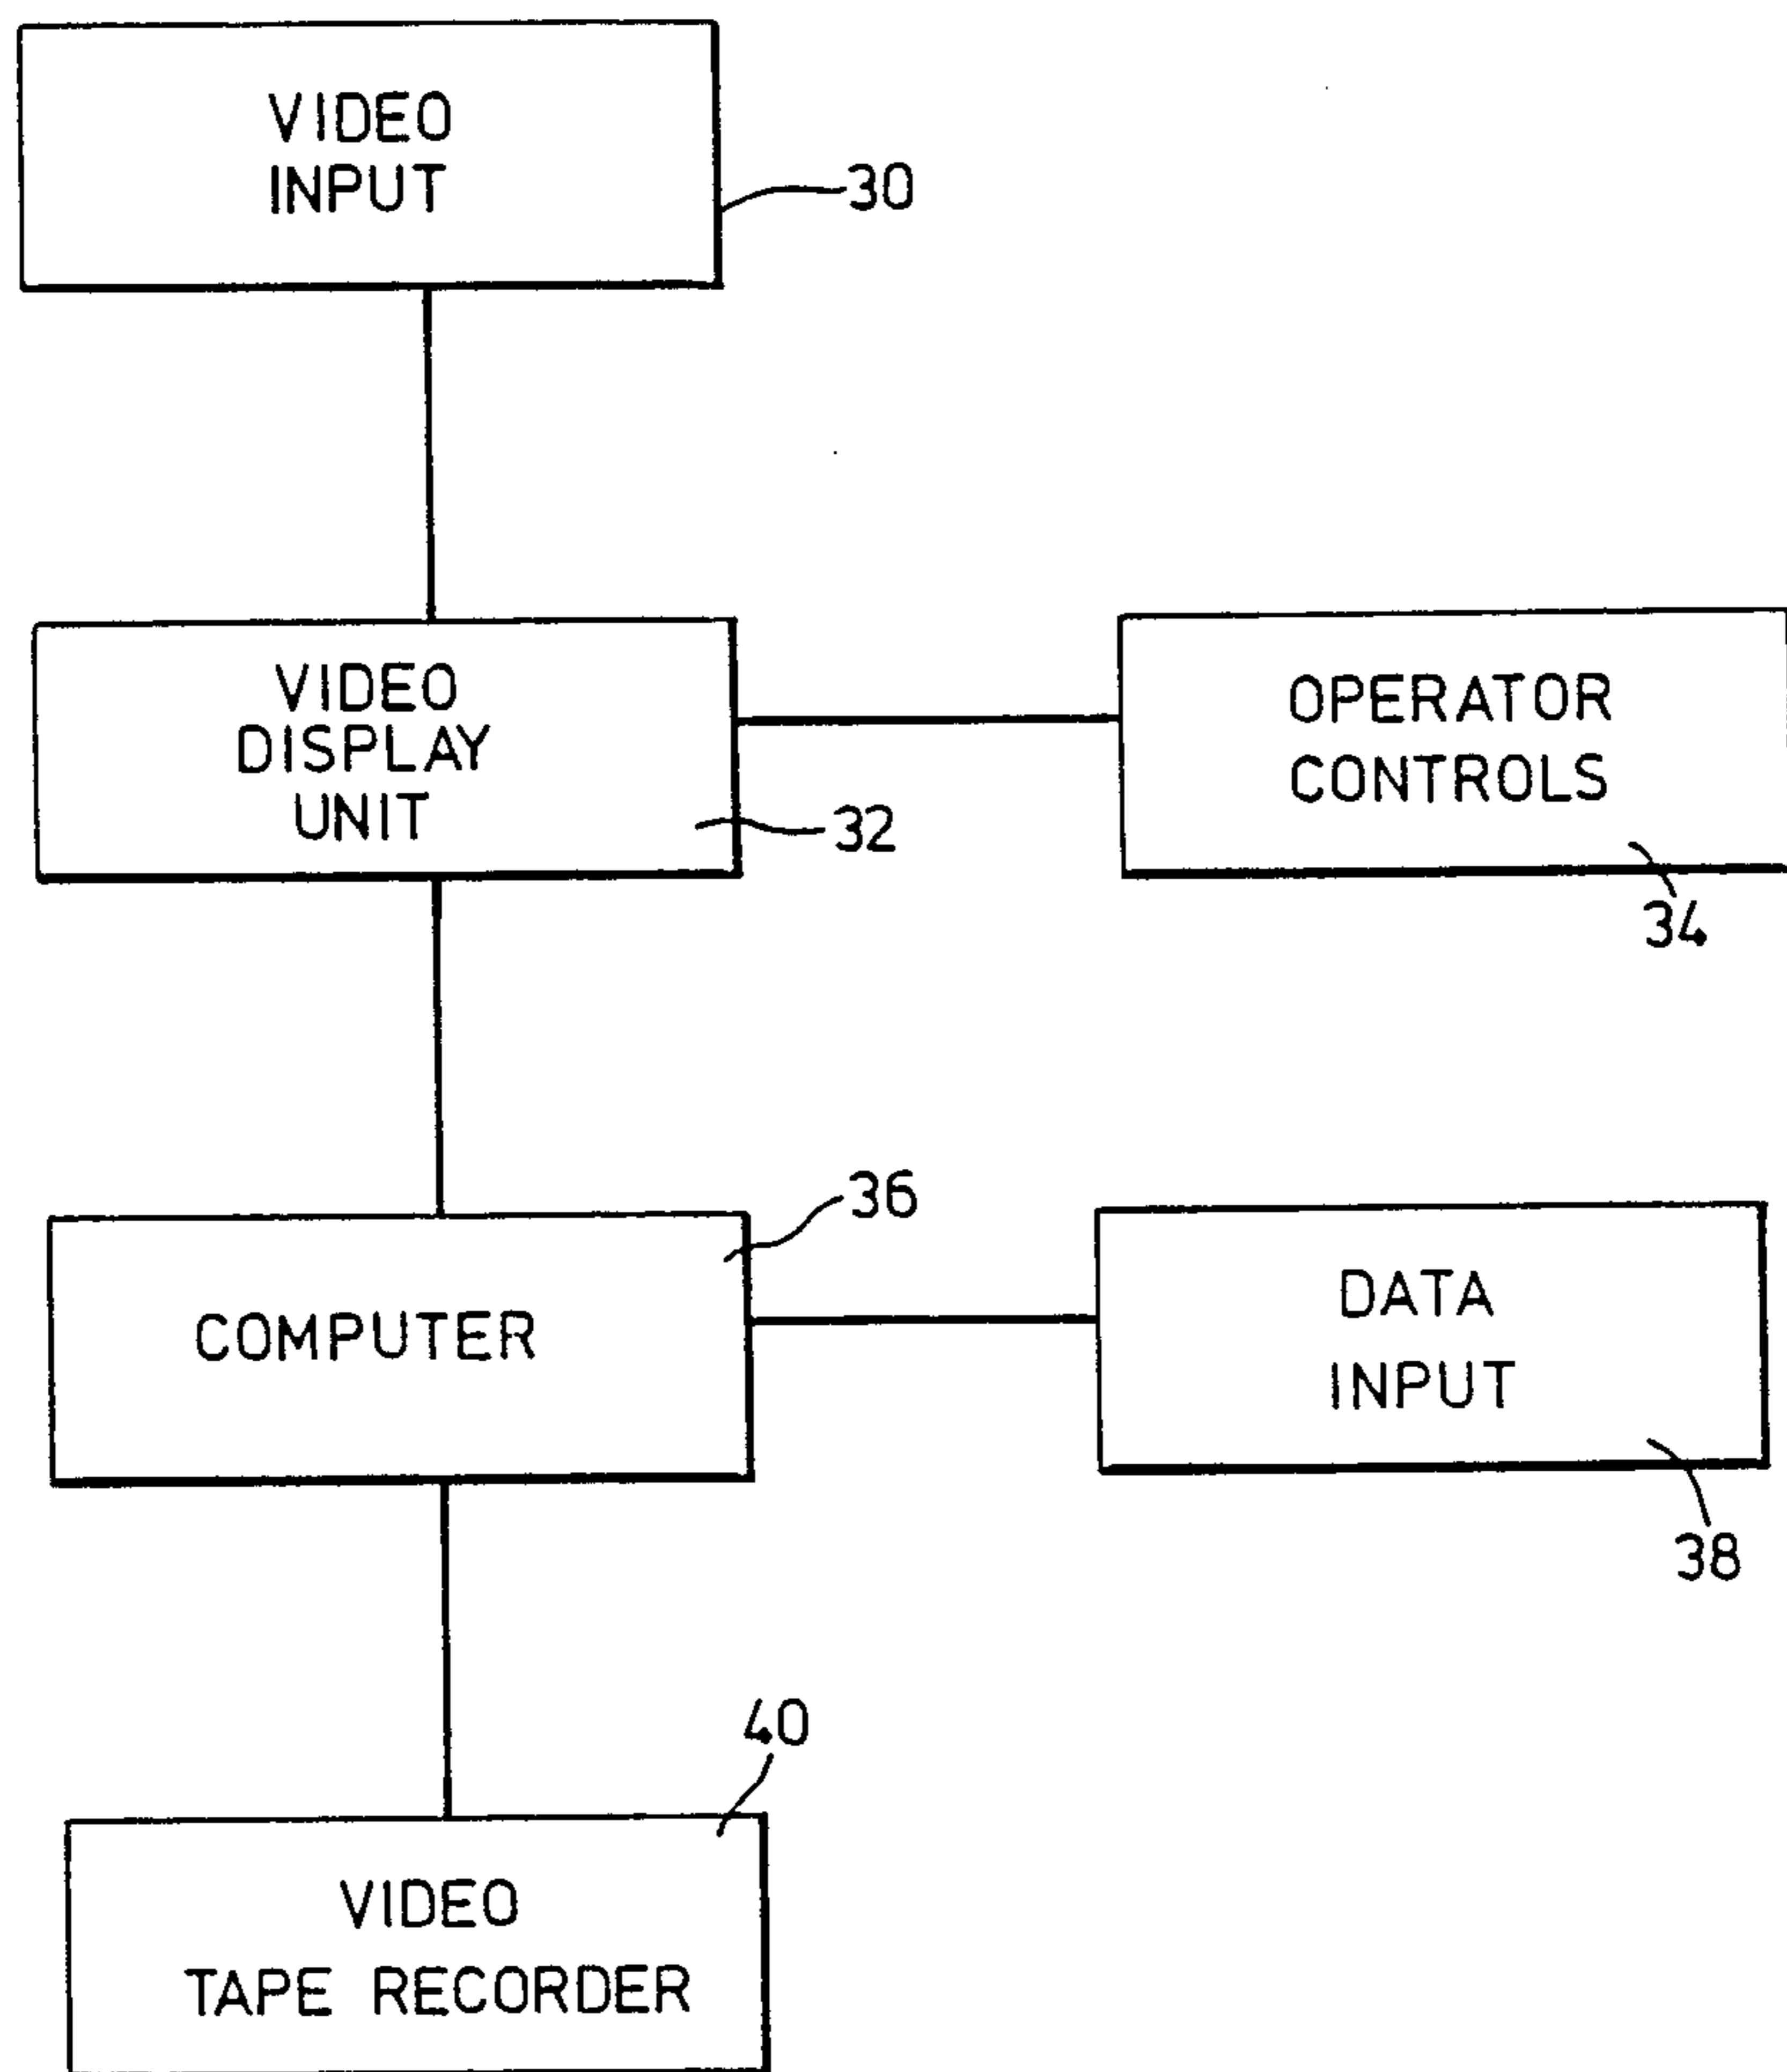 VIDEO
INPUT
30
VIDEO
DISPLAY
UNIT
32
OPERATOR
CONTROLS
34
36
COMPUTER
DATA
INPUT
38
40
VIDEO
TAPE RECORDER